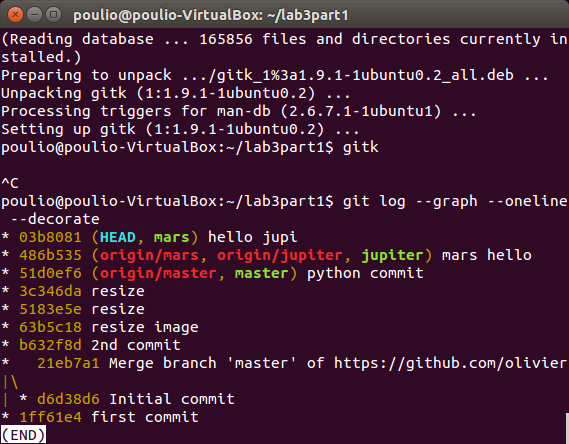 poulio@poulio-VirtualBox: ~/lab3part1
(Reading database ... 165856 files and directories currently in
stalled.)
Preparing to unpack .../gitk_1%3a1.9.1-1ubuntu0.2_all.deb ...
Unpacking gitk (1:1.9.1-1ubuntu0.2) ...
Processing triggers for man-db (2.6.7.1-1ubuntu1) ...
Setting up gitk (1:1.9.1-1ubuntu0.2) ...
poulio@poulio-VirtualBox:~/lab3part1$ gitk
^C
poulio@poulio-VirtualBox:~/lab3part1$ git log --graph --oneline
 --decorate
* 03b8081 (HEAD, mars) hello jupi
* 486b535 (origin/mars, origin/jupiter, jupiter) mars hello
* 51d0ef6 (origin/master, master) python commit
* 3c346da resize
* 5183e5e resize
* 63b5c18 resize image
* b632f8d 2nd commit
*   21eb7a1 Merge branch 'master' of https://github.com/olivier
|\
| * d6d38d6 Initial commit
* 1ff61e4 first commit
(END)